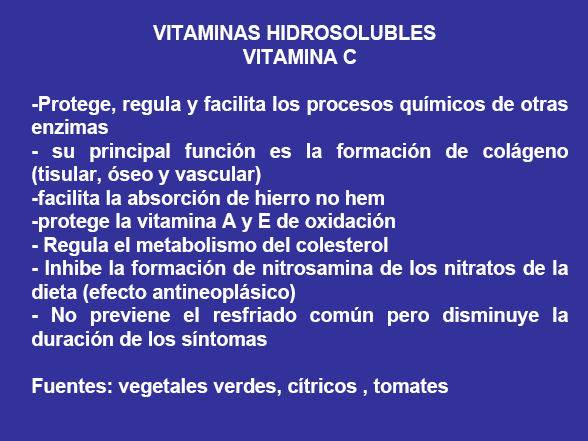 VITAMINAS HIDROSOLUBLES
VITAMINA C
-Protege, regula y facilita los procesos químicos de otras
enzimas
- su principal función es la formación de colágeno
(tisular, óseo y vascular)
-facilita la absorción de hierro no hem
-protege la vitamina A y E de oxidación
- Regula el metabolismo del colesterol
- Inhibe la formación de nitrosamina de los nitratos de la
dieta (efecto antineoplásico)
- No previene el resfriado común pero disminuye la
duración de los síntomas
Fuentes: vegetales verdes, cítricos , tomates